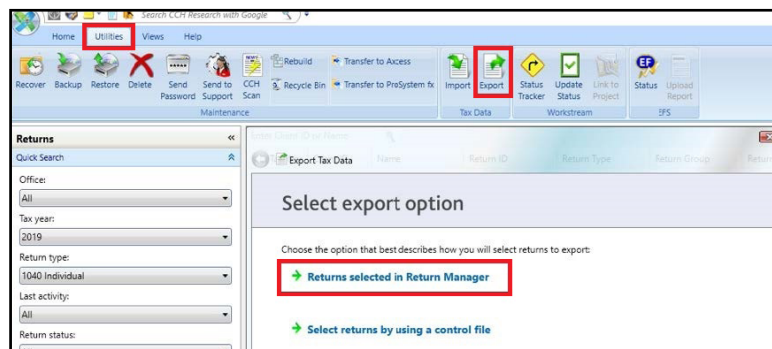 Search CCH Research with Google
Home Utilities Views Help
Recover Backup Restore Delete Send Password Send to Support CCH Scan
Rebuild Transfer to Axcess
Recycle Bin Transfer to ProSystem fx
Import Export Status Tracker Update Status Link to Project Status Upload Report
Maintenance Tax Data Workstream EFS
Returns «
Quick Search
Export Tax Data Name Return ID Return Type Return Group Return
Office:
All
Select export option
Tax year:
2019
Choose the option that best describes how you will select returns to export:
Return type:
1040 Individual
Returns selected in Return Manager
Last activity:
All
Return status:
Select returns by using a control file